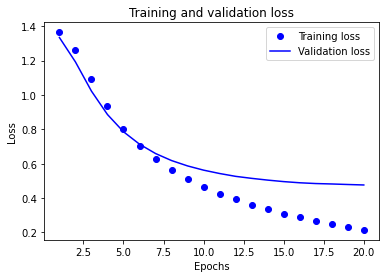 Training and validation loss
Training loss
Validation loss
1.4
1.2
1.0
0.8
0.6
0.4
0.2
Loss
2.5 5.0 7.5 10.0 12.5 15.0 17.5 20.0
Epochs